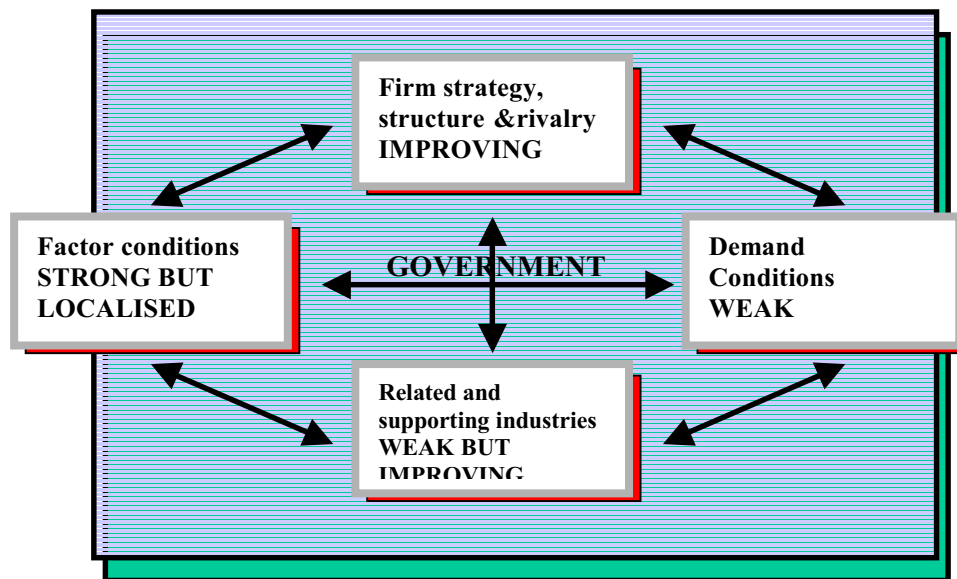 Firm strategy,
structure &rivalry
IMPROVING
Factor conditions
STRONG BUT
LOCALISED
GOVERNMENT
Demand
Conditions
WEAK
Related and
supporting industries
WEAK BUT
IMPROVING